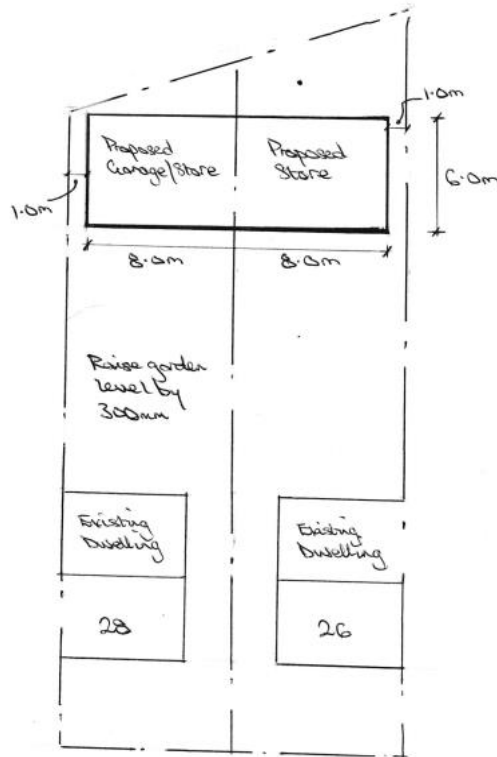 1.0m
Proposed
Garage/Store
Proposed
Store
6.0m
1.0m
8.0m
8.0m
Raise garden
level by
300mm
Existing
Dwelling
Existing
Dwelling
28
26